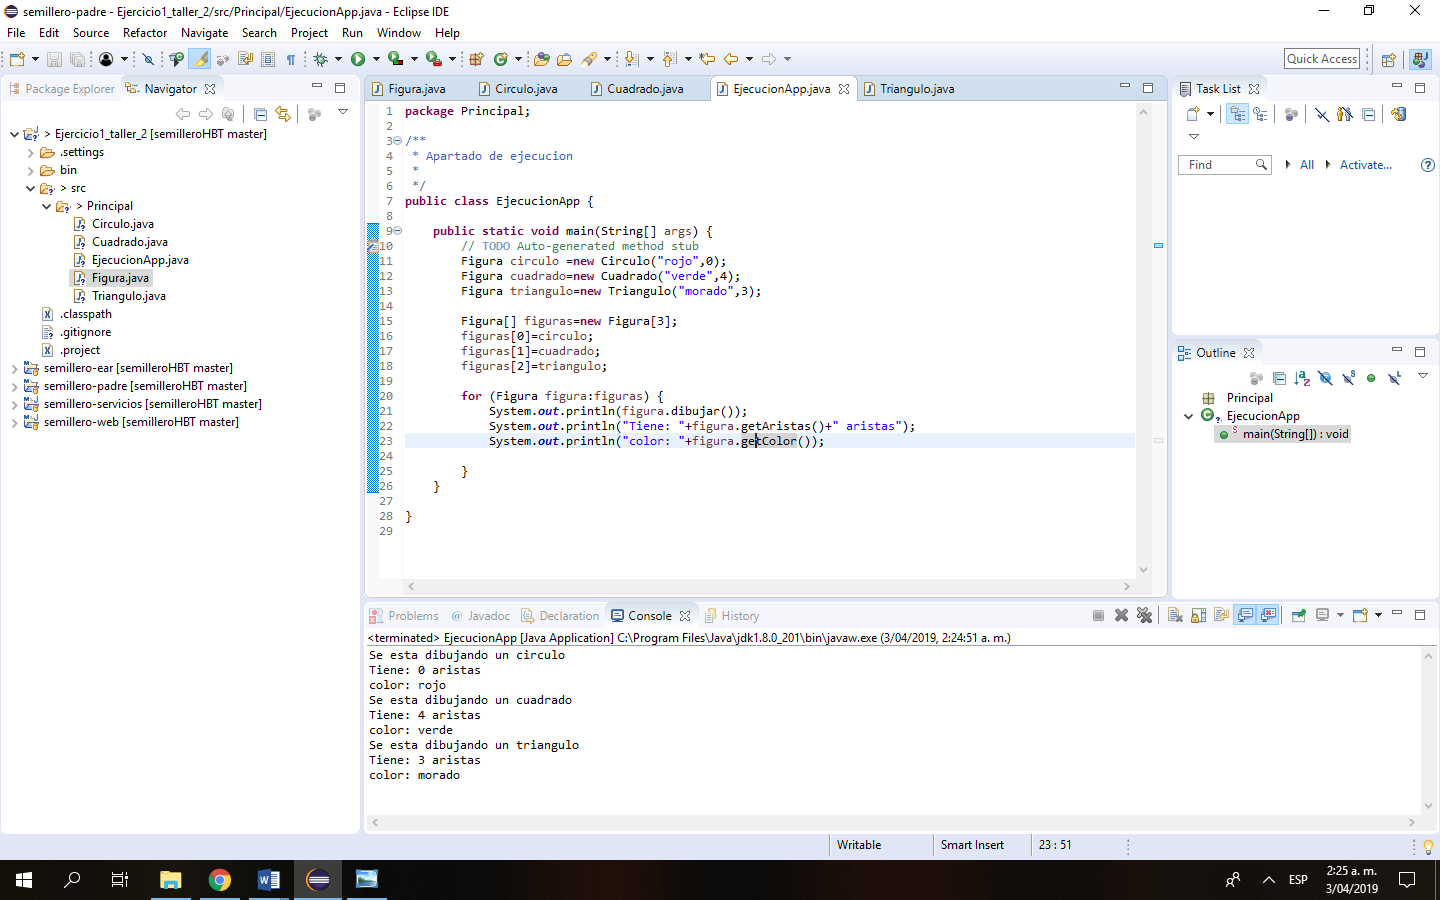 semillero-padre - Ejercicio1_taller_2/src/Principal/EjecucionApp.java - Eclipse IDE
File Edit Source Refactor Navigate Search Project Run Window Help
Quick Access
Package Explorer Navigator
> Ejercicio1_taller_2 [semilleroHBT master]
.settings
bin
> src
> Principal
Circulo.java
Cuadrado.java
EjecucionApp.java
Figura.java
Triangulo.java
.classpath
.gitignore
.project
semillero-ear [semilleroHBT master]
semillero-padre [semilleroHBT master]
semillero-servicios [semilleroHBT master]
semillero-web [semilleroHBT master]
Figura.java Circulo.java Cuadrado.java EjecucionApp.java Triangulo.java
1 package Principal;
2
3 /**
4 * Apartado de ejecucion
5 *
6 */
7 public class EjecucionApp {
8
9 public static void main(String[] args) {
10 // TODO Auto-generated method stub
11 Figura circulo =new Circulo("rojo",0);
12 Figura cuadrado=new Cuadrado("verde",4);
13 Figura triangulo=new Triangulo("morado",3);
14
15 Figura[] figuras=new Figura[3];
16 figuras[0]=circulo;
17 figuras[1]=cuadrado;
18 figuras[2]=triangulo;
19
20 for (Figura figura:figuras) {
21 System.out.println(figura.dibujar());
22 System.out.println("Tiene: "+figura.getAristas()+" aristas");
23 System.out.println("color: "+figura.getColor());
24
25 }
26 }
27
28 }
29
Task List
Find All Activate...
Outline
Principal
EjecucionApp
main(String[]) : void
Problems @ Javadoc Declaration Console History
<terminated> EjecucionApp [Java Application] C:\Program Files\Java\jdk1.8.0_201\bin\javaw.exe (3/04/2019, 2:24:51 a. m.)
Se esta dibujando un circulo
Tiene: 0 aristas
color: rojo
Se esta dibujando un cuadrado
Tiene: 4 aristas
color: verde
Se esta dibujando un triangulo
Tiene: 3 aristas
color: morado
Writable Smart Insert 23 : 51
ESP
2:25 a. m.
3/04/2019